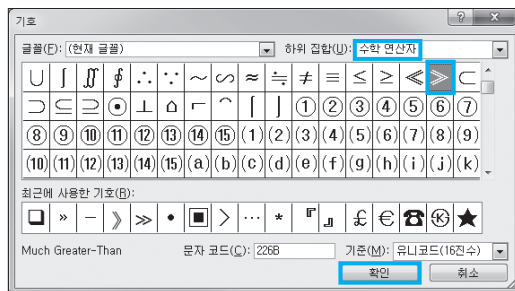 기호
글꼴(F): (현재 글꼴) 하위 집합(U): 수학 연산자
∪ ∫ ∬ ∮ ∴ ∵ ∼ ∽ ≈ ≒ ≠ ≡ ≤ ≥ ≪ ≫ ⊂
⊃ ⊆ ⊇ ⊙ ⊥ ⌂ ⌐ ⌒ ⌠ ⌡ ① ② ③ ④ ⑤ ⑥ ⑦
⑧ ⑨ ⑩ ⑪ ⑫ ⑬ ⑭ ⑮ ⑴ ⑵ ⑶ ⑷ ⑸ ⑹ ⑺ ⑻ ⑼
⑽ ⑾ ⑿ ⒀ ⒁ ⒂ ⒜ ⒝ ⒞ ⒟ ⒠ ⒡ ⒢ ⒣ ⒤ ⒥ ⒦
최근에 사용한 기호(R):
❑ » – 》 ≫ • ▣ > … * 『 』 £ € ☎ ㉿ ★
Much Greater-Than 문자 코드(C): 226B 기준(M): 유니코드(16진수)
확인 취소